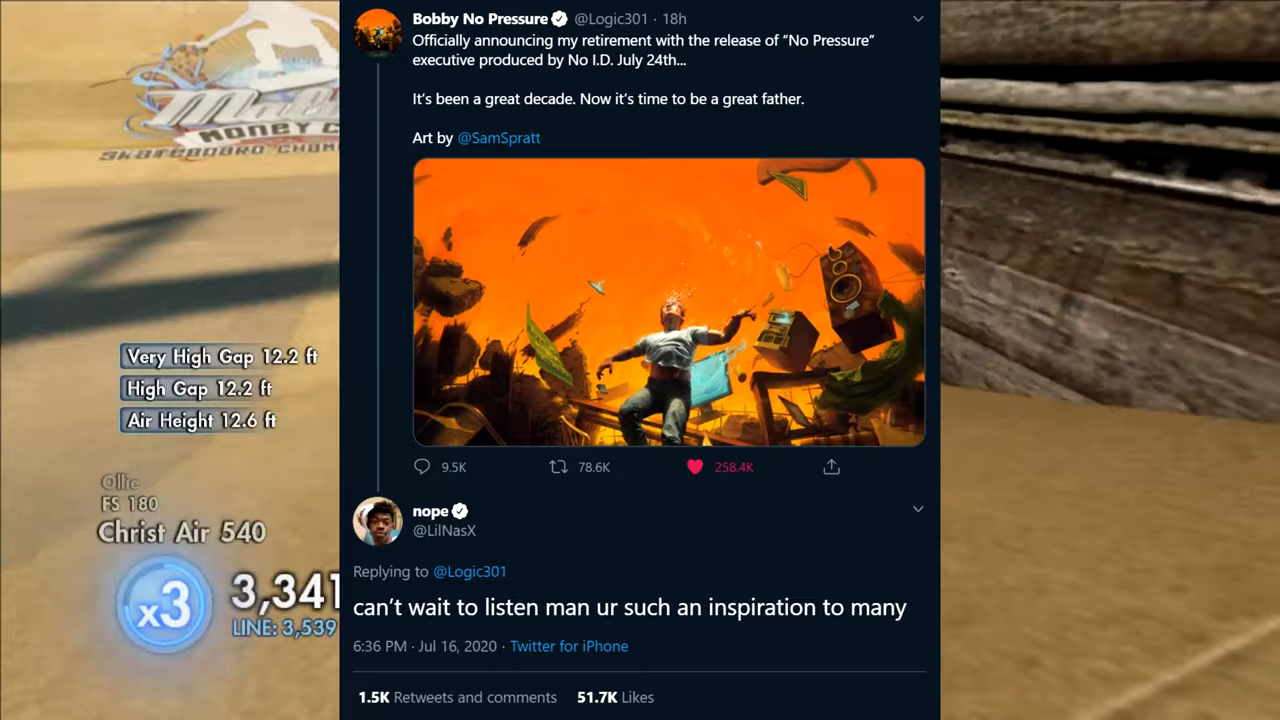 Bobby No Pressure @Logic301 · 18h
Officially announcing my retirement with the release of “No Pressure”
executive produced by No I.D. July 24th...
It’s been a great decade. Now it’s time to be a great father.
Art by @SamSpratt
9.5K 78.6K 258.4K
nope
@LilNasX
Replying to @Logic301
can’t wait to listen man ur such an inspiration to many
6:36 PM · Jul 16, 2020 · Twitter for iPhone
1.5K Retweets and comments 51.7K Likes
MONEY
SKATEBOARD
Very High Gap 12.2 ft
High Gap 12.2 ft
Air Height 12.6 ft
Ollie
FS 180
Christ Air 540
x3 3,341
LINE: 3,539